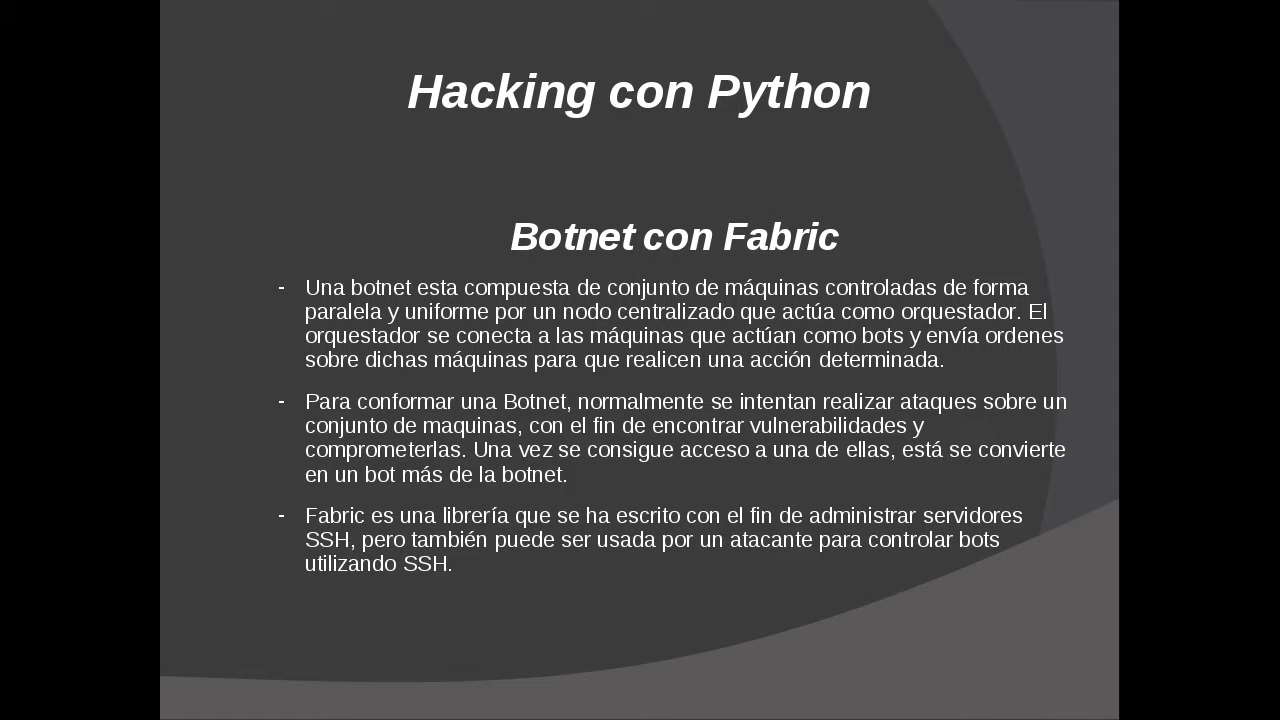 Hacking con Python
Botnet con Fabric
- Una botnet esta compuesta de conjunto de máquinas controladas de forma
paralela y uniforme por un nodo centralizado que actúa como orquestador. El
orquestador se conecta a las máquinas que actúan como bots y envía ordenes
sobre dichas máquinas para que realicen una acción determinada.
- Para conformar una Botnet, normalmente se intentan realizar ataques sobre un
conjunto de maquinas, con el fin de encontrar vulnerabilidades y
comprometerlas. Una vez se consigue acceso a una de ellas, está se convierte
en un bot más de la botnet.
- Fabric es una librería que se ha escrito con el fin de administrar servidores
SSH, pero también puede ser usada por un atacante para controlar bots
utilizando SSH.